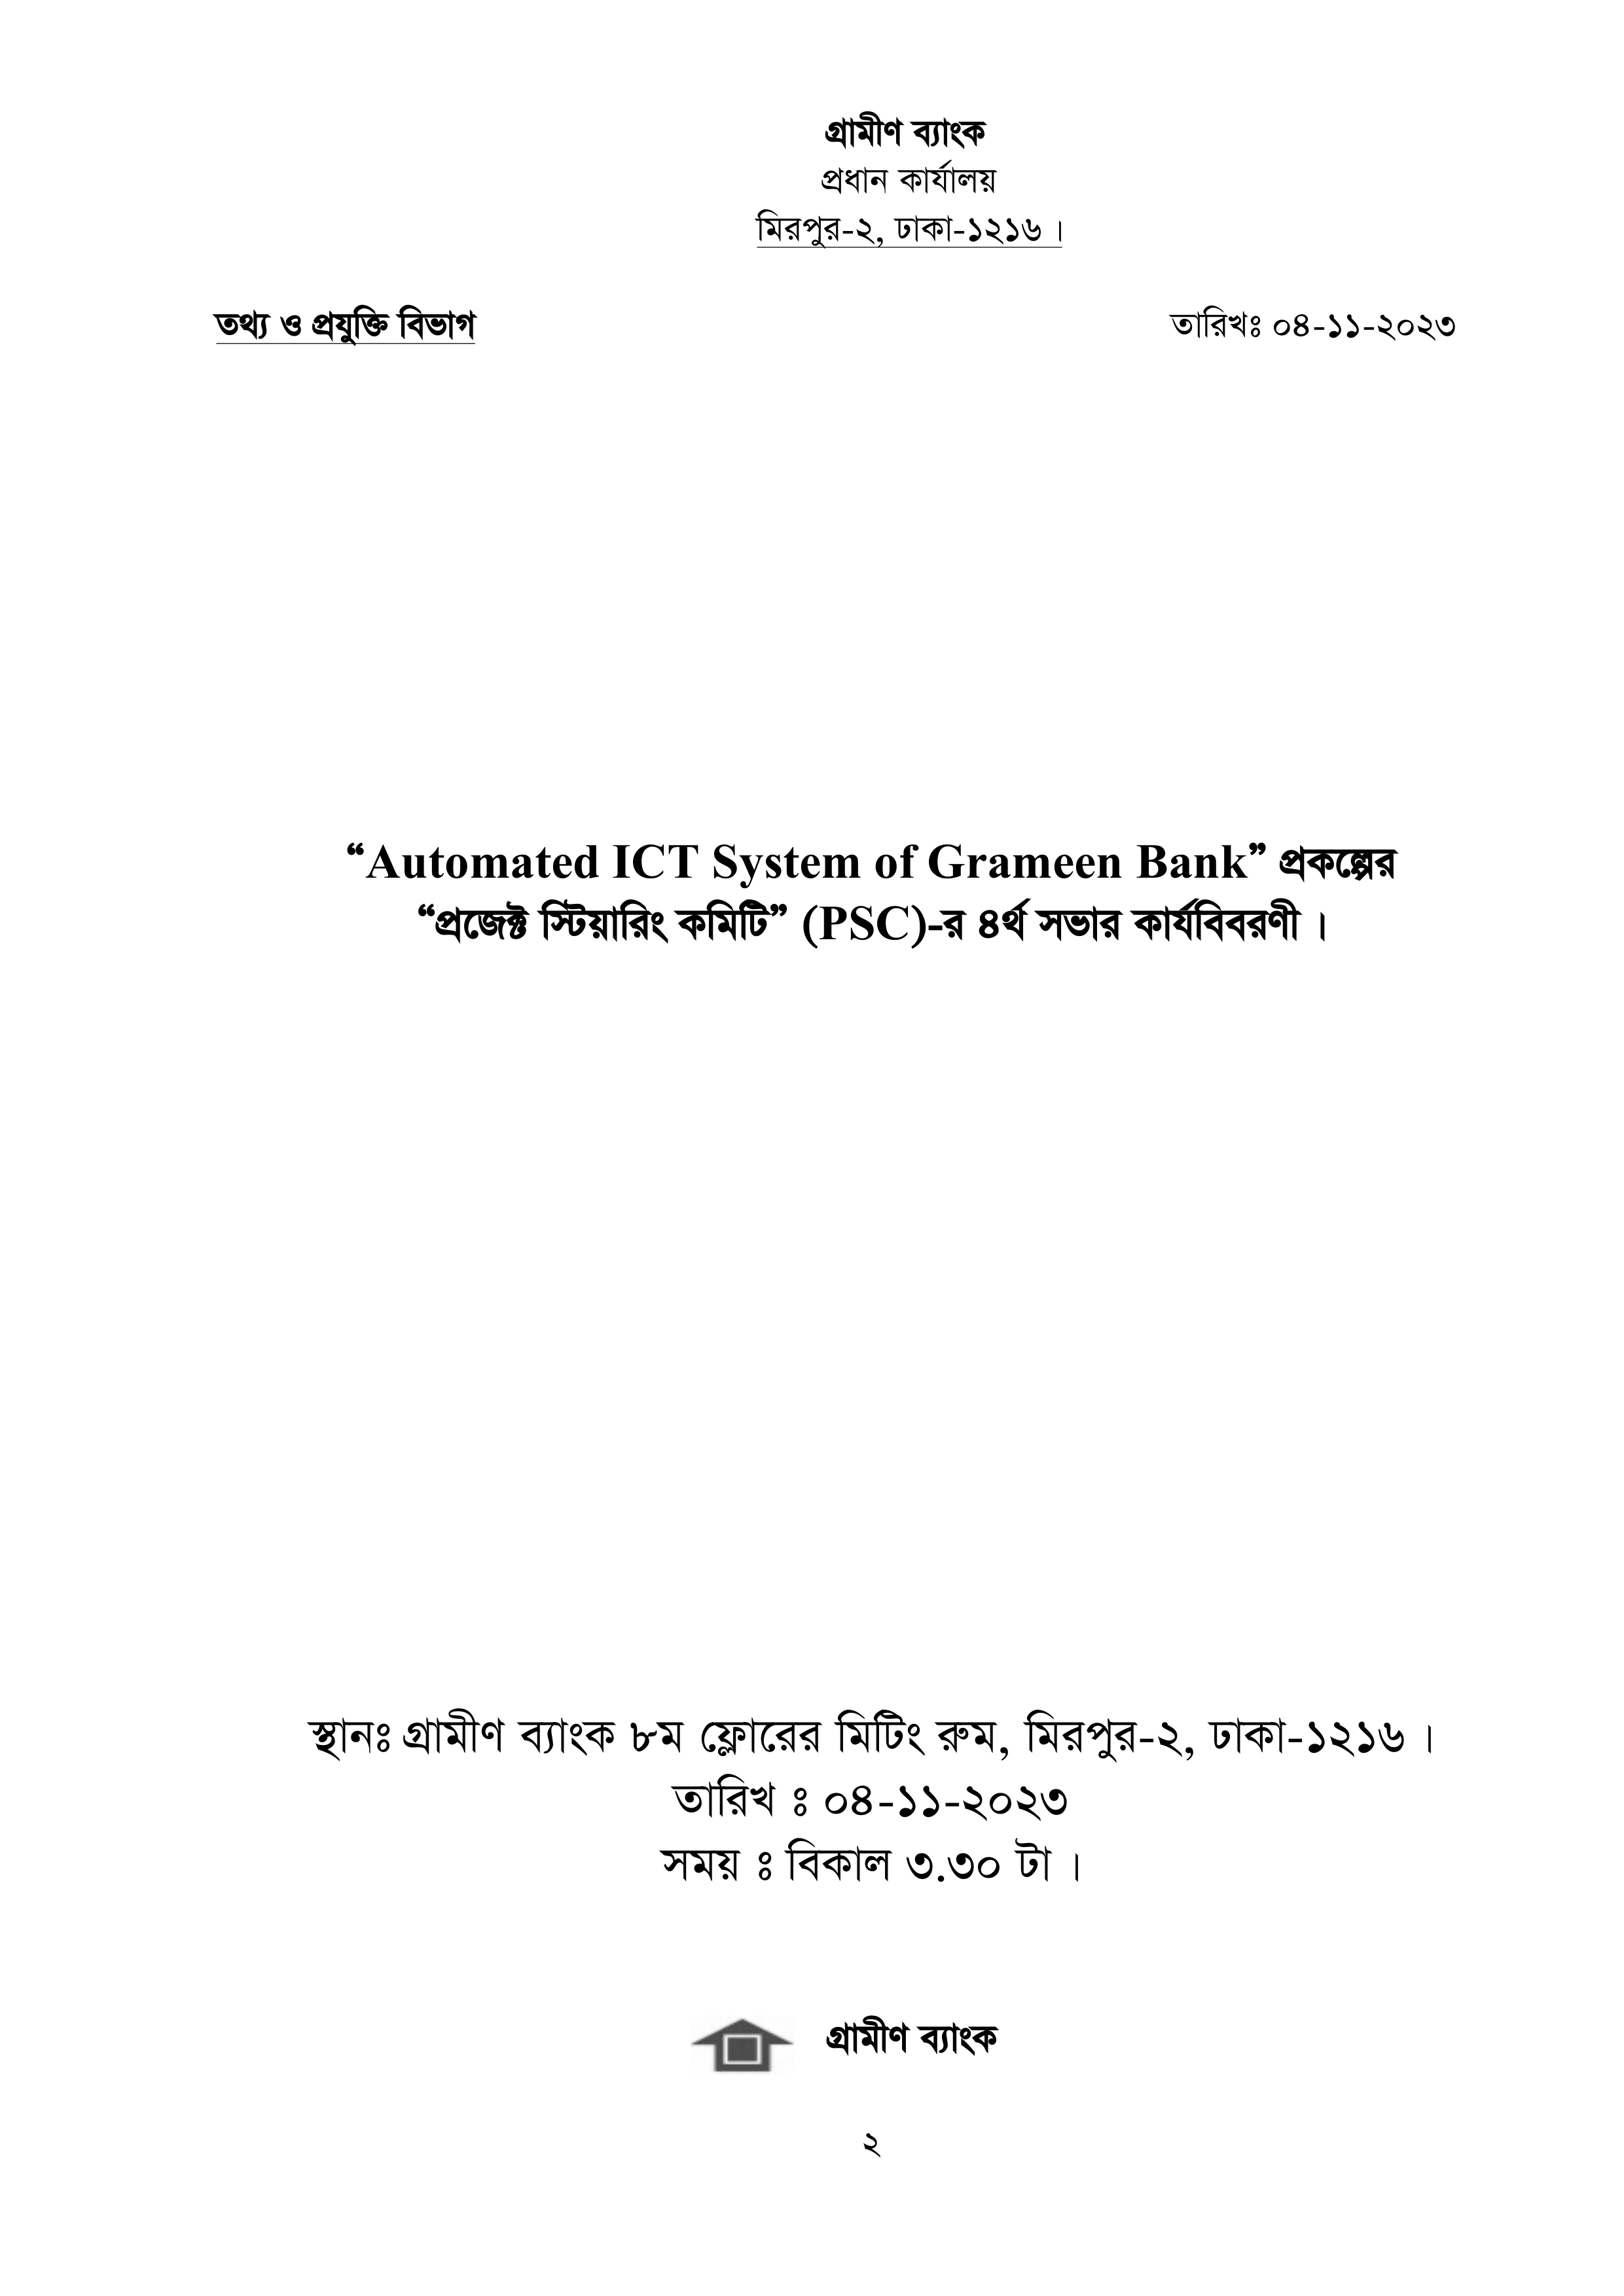 গ্রামীণ ব্যাংক
প্রধান কার্যালয়
মিরপুর-২, ঢাকা-১২১৬।
তথ্য ও প্রযুক্তি বিভাগ তারিখঃ ০৪-১১-২০২৩
“Automated ICT System of Grameen Bank” প্রকল্পের
“প্রজেক্ট স্টিয়ারিং কমিটি” (PSC)-র ৪র্থ সভার কার্যবিবরণী।
স্থানঃ গ্রামীণ ব্যাংক ৮ম ফ্লোরের মিটিং রুম, মিরপুর-২, ঢাকা-১২১৬।
তারিখ ঃ ০৪-১১-২০২৩
সময় ঃ বিকাল ৩.৩০ টা।
গ্রামীণ ব্যাংক
২